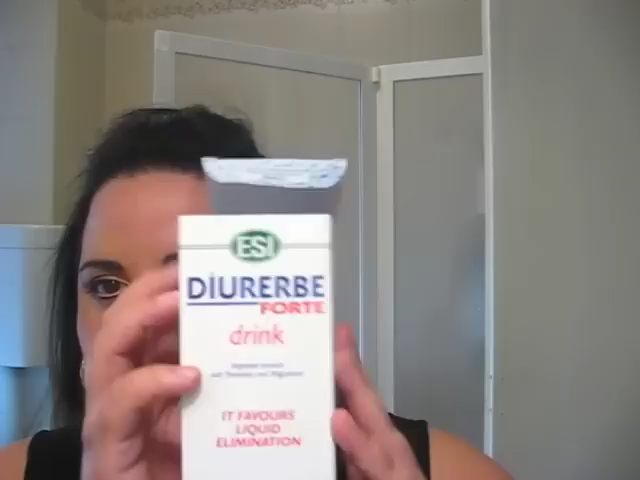 ESI
DIURERBE
FORTE
drink
IT FAVOURS
LIQUID
ELIMINATION